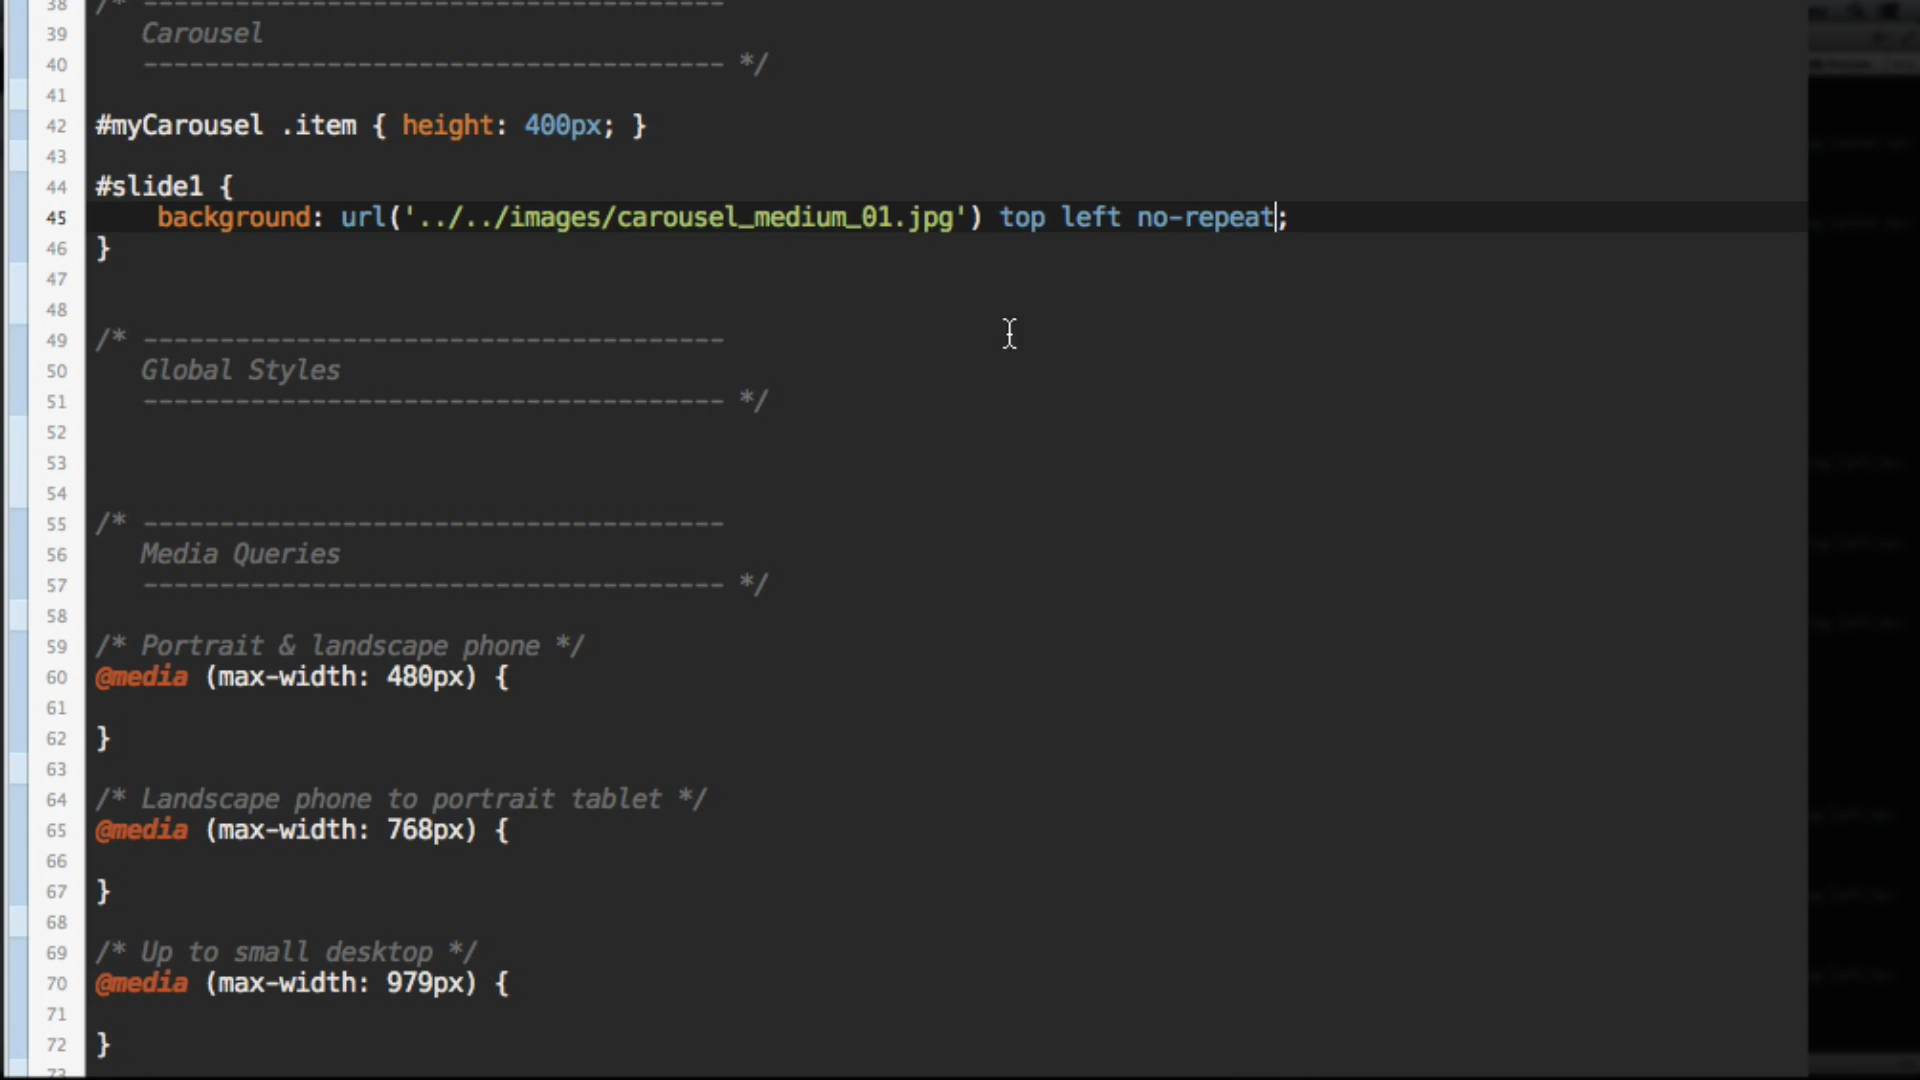 38 /* --------------------------------------
39 Carousel
40 -------------------------------------- */
41
42 #myCarousel .item { height: 400px; }
43
44 #slide1 {
45 background: url('../../images/carousel_medium_01.jpg') top left no-repeat;
46 }
47
48
49 /* --------------------------------------
50 Global Styles
51 -------------------------------------- */
52
53
54
55 /* --------------------------------------
56 Media Queries
57 -------------------------------------- */
58
59 /* Portrait & landscape phone */
60 @media (max-width: 480px) {
61
62 }
63
64 /* Landscape phone to portrait tablet */
65 @media (max-width: 768px) {
66
67 }
68
69 /* Up to small desktop */
70 @media (max-width: 979px) {
71
72 }
73